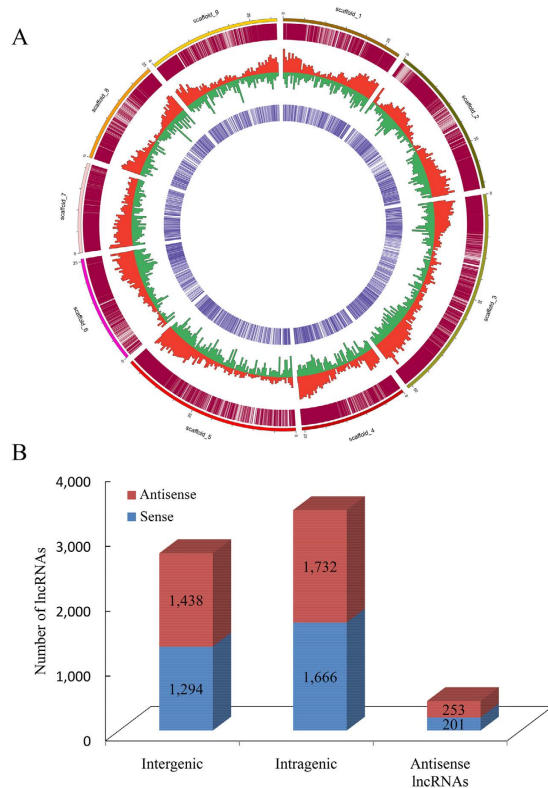 A
scaffold_1
scaffold_2
scaffold_3
scaffold_4
scaffold_5
scaffold_6
scaffold_7
scaffold_8
scaffold_9
B
4,000
3,000
2,000
1,000
0
Number of lncRNAs
Antisense
Sense
1,438
1,294
1,732
1,666
253
201
Intergenic
Intragenic
Antisense
lncRNAs